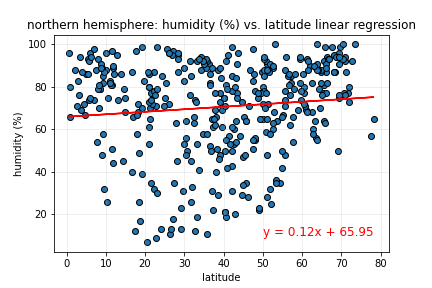 northern hemisphere: humidity (%) vs. latitude linear regression
100
80
60
40
20
humidity (%)
y = 0.12x + 65.95
0 10 20 30 40 50 60 70 80
latitude